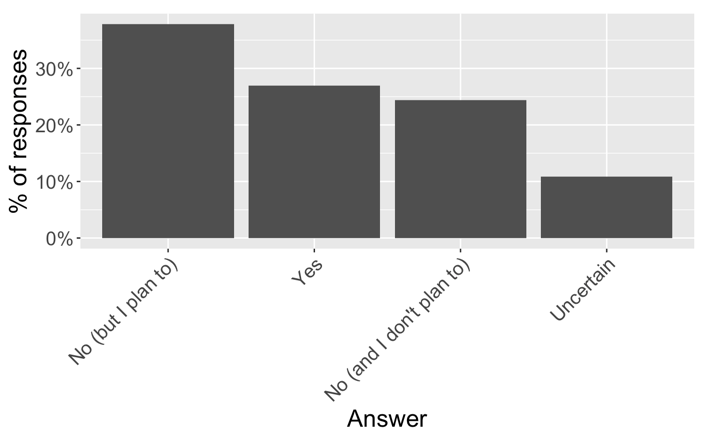 % of responses
30%
20%
10%
0%
No (but I plan to)
Yes
No (and I don't plan to)
Uncertain
Answer